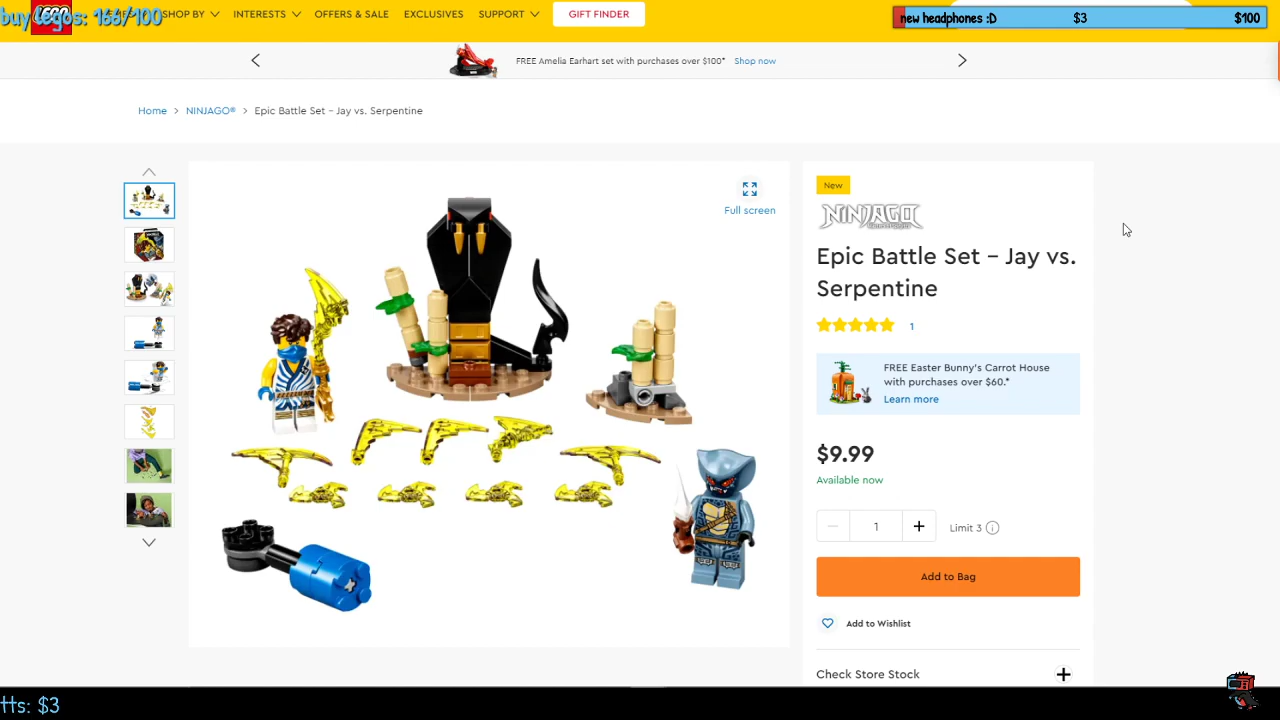 buy legos: 166/100
LEGO
SHOP BY
INTERESTS
OFFERS & SALE
EXCLUSIVES
SUPPORT
GIFT FINDER
new headphones :D
$3
$100
FREE Amelia Earhart set with purchases over $100* Shop now
Home > NINJAGO® > Epic Battle Set – Jay vs. Serpentine
Full screen
New
NINJAGO
Epic Battle Set – Jay vs.
Serpentine
1
FREE Easter Bunny's Carrot House
with purchases over $60.*
Learn more
$9.99
Available now
1
Limit 3
Add to Bag
Add to Wishlist
Check Store Stock
tts: $3